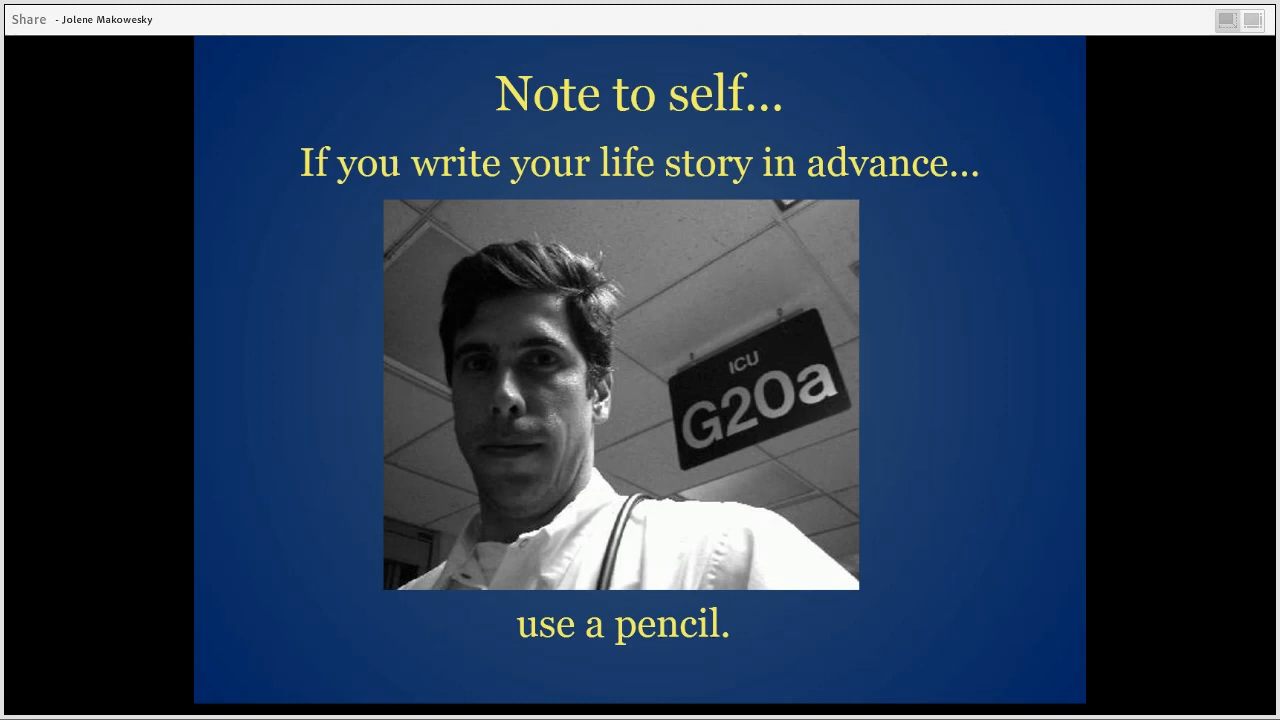 Share - Jolene Makowesky
Note to self...
If you write your life story in advance...
ICU
G20a
use a pencil.